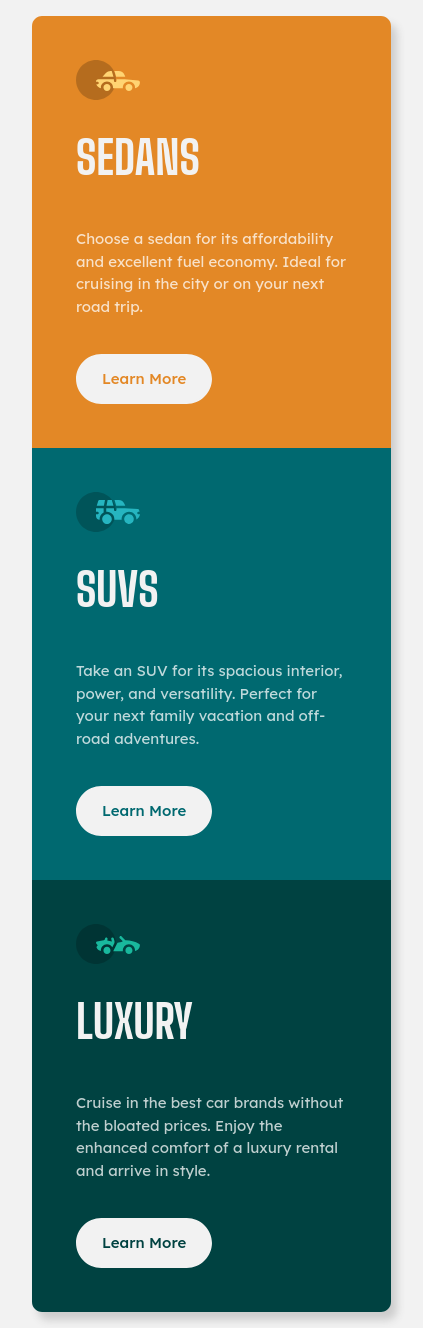 SEDANS
Choose a sedan for its affordability
and excellent fuel economy. Ideal for
cruising in the city or on your next
road trip.
Learn More
SUVS
Take an SUV for its spacious interior,
power, and versatility. Perfect for
your next family vacation and off-
road adventures.
Learn More
LUXURY
Cruise in the best car brands without
the bloated prices. Enjoy the
enhanced comfort of a luxury rental
and arrive in style.
Learn More